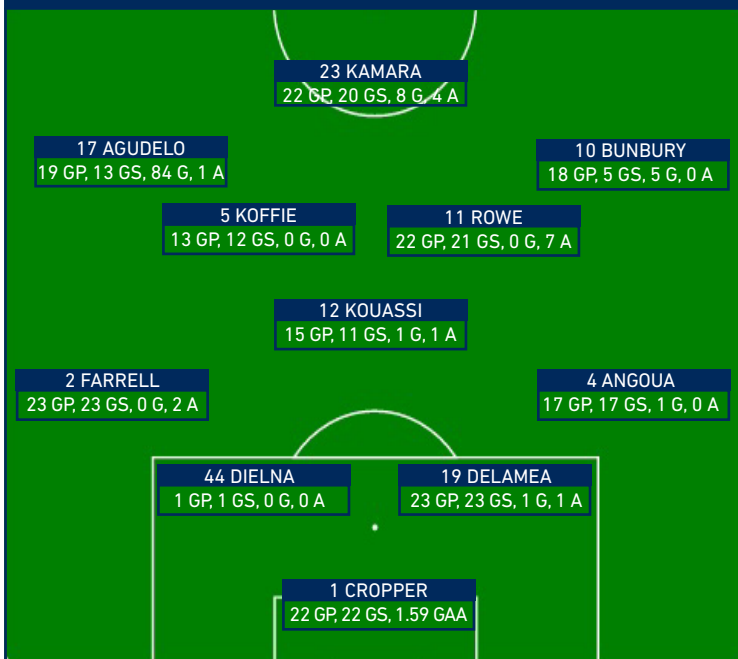 23 KAMARA
22 GP, 20 GS, 8 G, 4 A
17 AGUDELO
19 GP, 13 GS, 84 G, 1 A
10 BUNBURY
18 GP, 5 GS, 5 G, 0 A
5 KOFFIE
13 GP, 12 GS, 0 G, 0 A
11 ROWE
22 GP, 21 GS, 0 G, 7 A
12 KOUASSI
15 GP, 11 GS, 1 G, 1 A
2 FARRELL
23 GP, 23 GS, 0 G, 2 A
4 ANGOUA
17 GP, 17 GS, 1 G, 0 A
44 DIELNA
1 GP, 1 GS, 0 G, 0 A
19 DELAMEA
23 GP, 23 GS, 1 G, 1 A
1 CROPPER
22 GP, 22 GS, 1.59 GAA